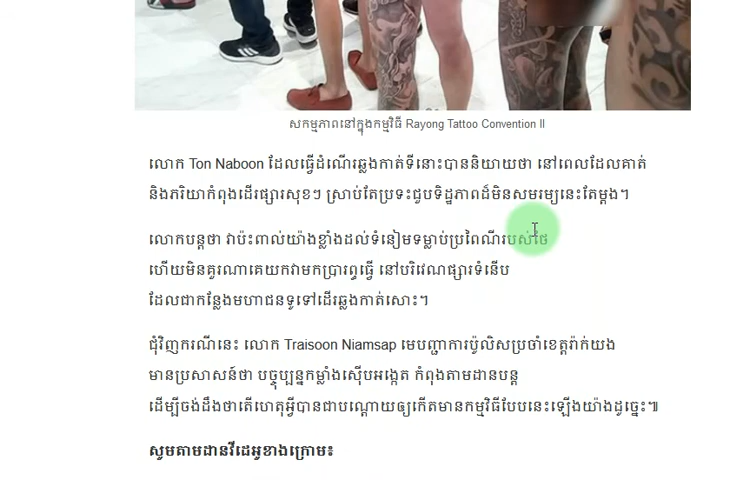 សកម្មភាពនៅក្នុងកម្មវិធី Rayong Tattoo Convention II
លោក Ton Naboon ដែលធ្វើដំណើរឆ្លងកាត់ទីនោះបាននិយាយថា នៅពេលដែលគាត់
និងភរិយាកំពុងដើរផ្សារសុខៗ ស្រាប់តែប្រទះជួបទិដ្ឋភាពដ៏មិនសមរម្យនេះតែម្តង។
លោកបន្តថា វាប៉ះពាល់យ៉ាងខ្លាំងដល់ទំនៀមទម្លាប់ប្រពៃណីរបស់ថៃ
ហើយមិនគួរណាគេយកវាមកប្រារព្ធធ្វើ នៅបរិវេណផ្សារទំនើប
ដែលជាកន្លែងមហាជនទូទៅដើរឆ្លងកាត់សោះ។
ជុំវិញករណីនេះ លោក Traisoon Niamsap មេបញ្ជាការប៉ូលិសប្រចាំខេត្តរ៉ាក់យង
មានប្រសាសន៍ថា បច្ចុប្បន្នកម្លាំងស៊ើបអង្កេត កំពុងតាមដានបន្ត
ដើម្បីចង់ដឹងថាតើហេតុអ្វីបានជាបណ្តោយឲ្យកើតមានកម្មវិធីបែបនេះឡើងយ៉ាងដូច្នេះ៕
សូមតាមដានវីដេអូខាងក្រោម៖